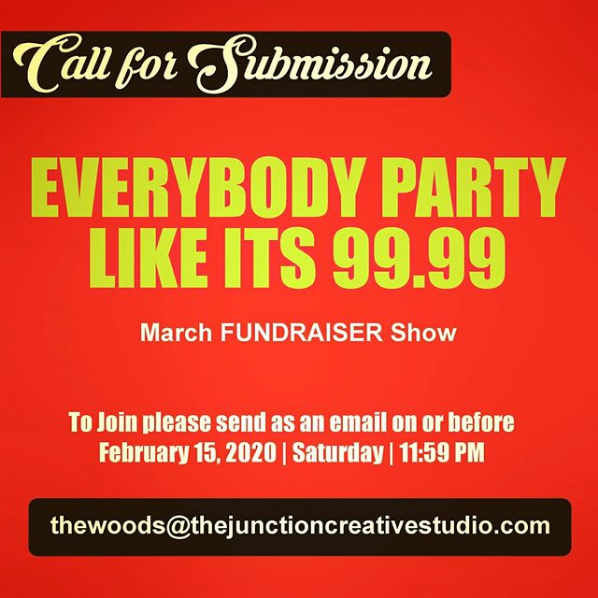 Call for Submission
EVERYBODY PARTY
LIKE ITS 99.99
March FUNDRAISER Show
To Join please send as an email on or before
February 15, 2020 | Saturday | 11:59 PM
thewoods@thejunctioncreativestudio.com